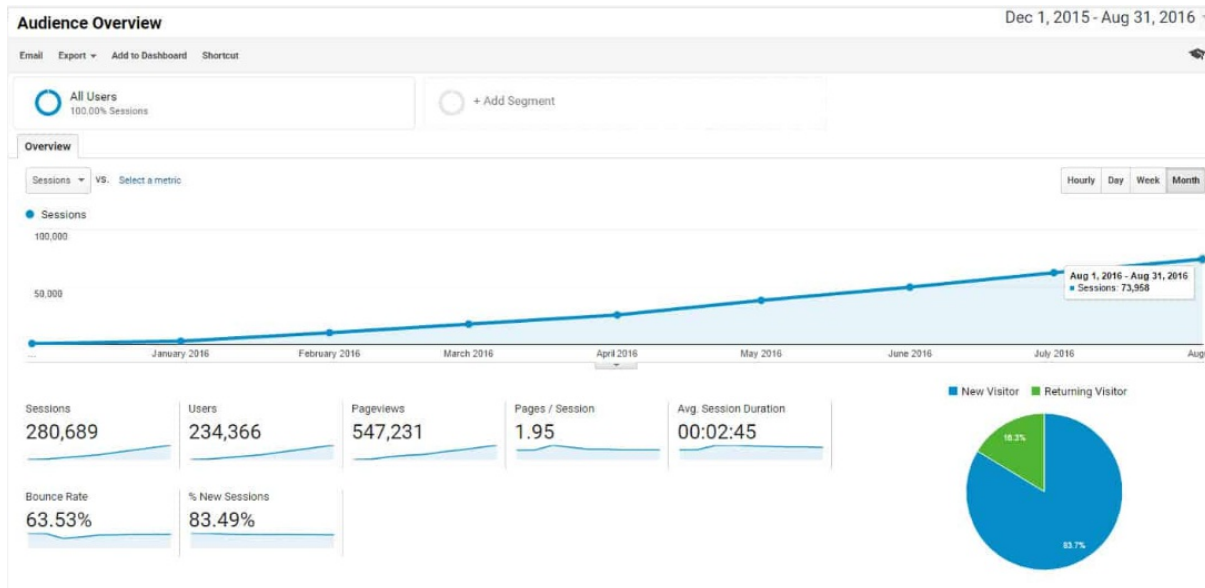 Audience Overview
Dec 1, 2015 - Aug 31, 2016
Email Export Add to Dashboard Shortcut
All Users
100.00% Sessions
+ Add Segment
Overview
Sessions VS. Select a metric
Hourly Day Week Month
Sessions
100,000
50,000
Aug 1, 2016 - Aug 31, 2016
Sessions: 73,958
... January 2016 February 2016 March 2016 April 2016 May 2016 June 2016 July 2016 Aug
New Visitor Returning Visitor
Sessions Users Pageviews Pages / Session Avg. Session Duration
280,689 234,366 547,231 1.95 00:02:45
Bounce Rate % New Sessions
63.53% 83.49%
16.3%
83.7%